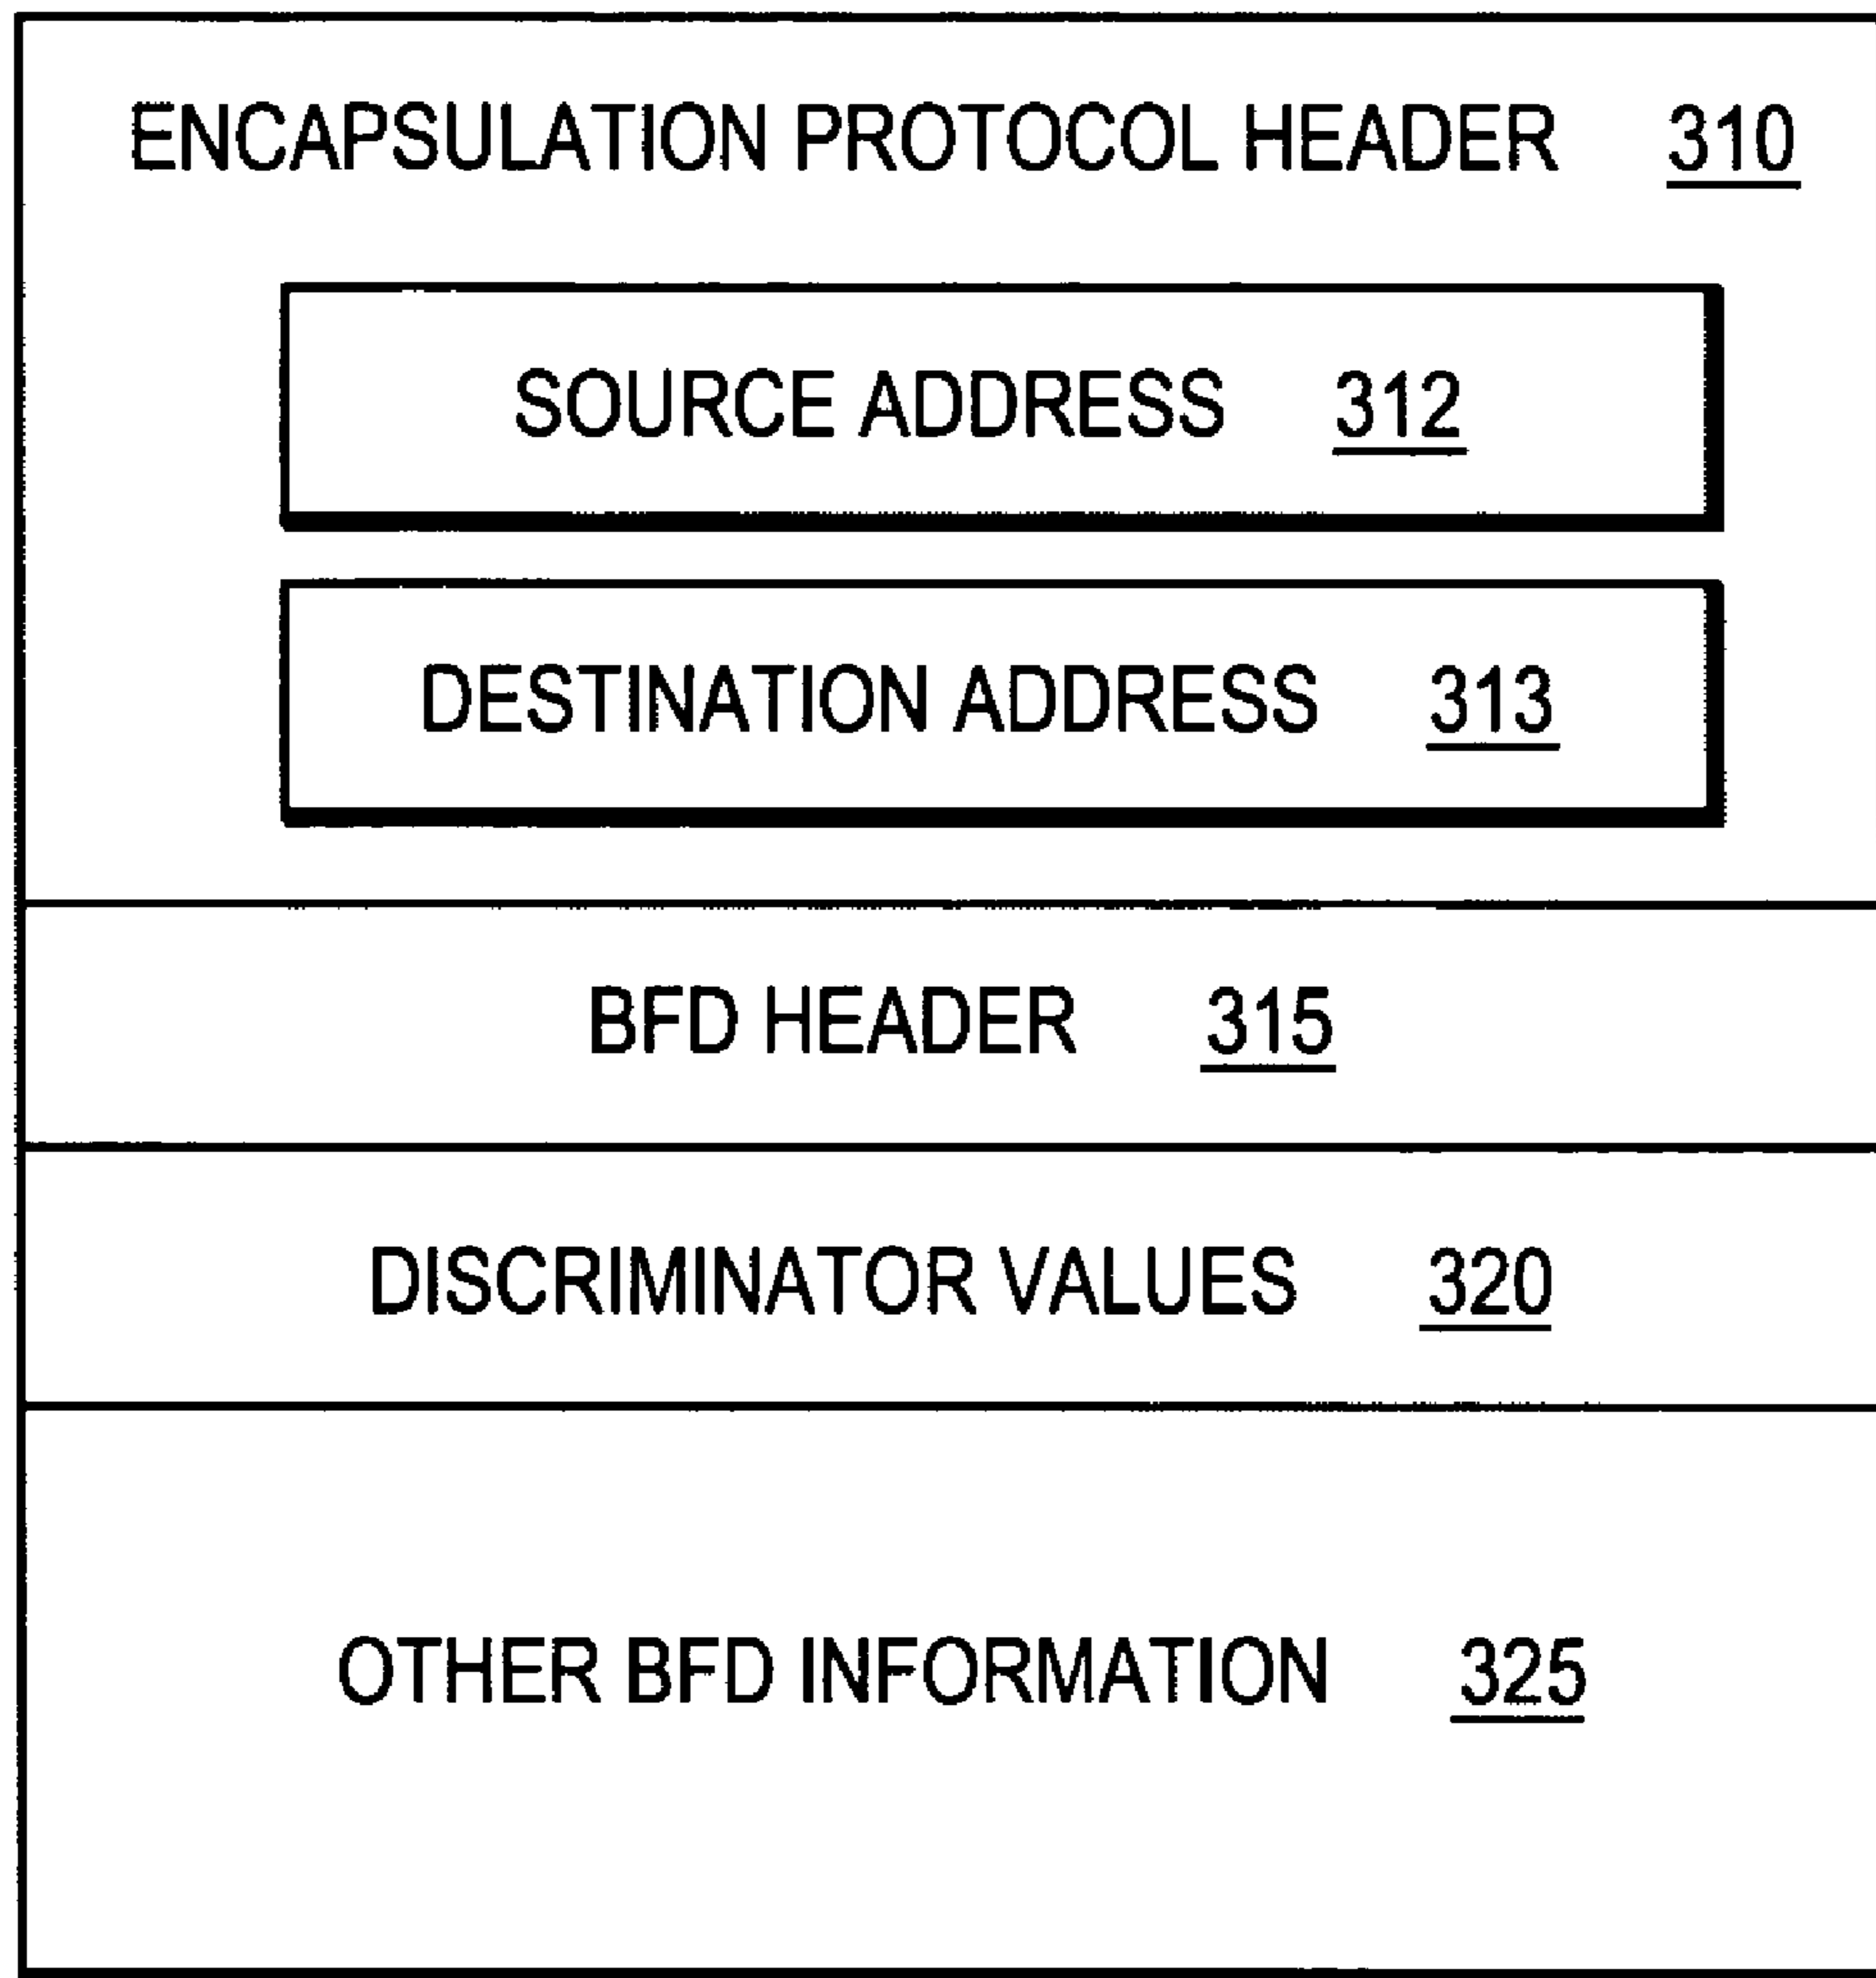 ENCAPSULATION PROTOCOL HEADER 310
SOURCE ADDRESS 312
DESTINATION ADDRESS 313
BFD HEADER 315
DISCRIMINATOR VALUES 320
OTHER BFD INFORMATION 325